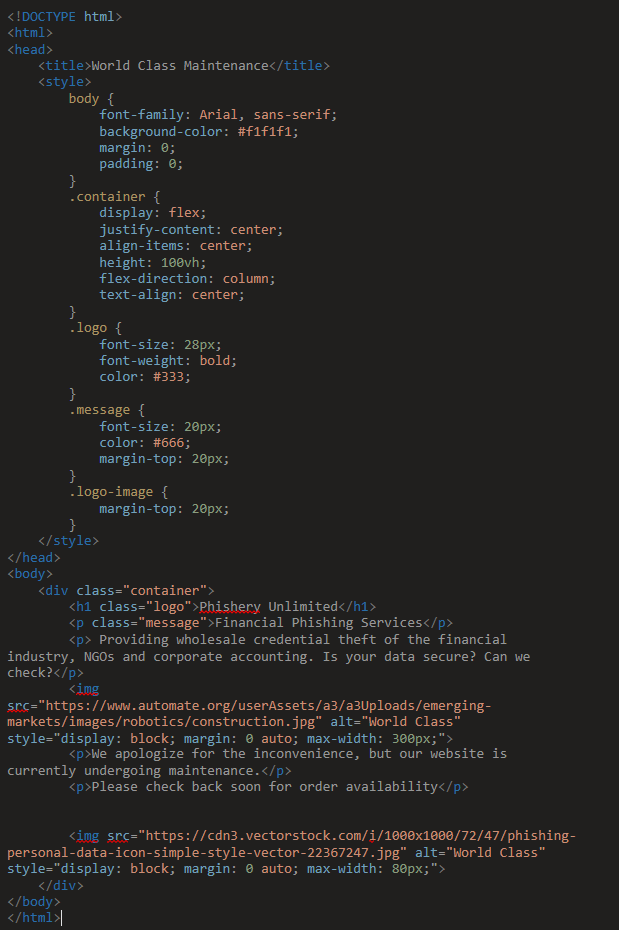 <!DOCTYPE html>
<html>
<head>
    <title>World Class Maintenance</title>
    <style>
        body {
            font-family: Arial, sans-serif;
            background-color: #f1f1f1;
            margin: 0;
            padding: 0;
        }
        .container {
            display: flex;
            justify-content: center;
            align-items: center;
            height: 100vh;
            flex-direction: column;
            text-align: center;
        }
        .logo {
            font-size: 28px;
            font-weight: bold;
            color: #333;
        }
        .message {
            font-size: 20px;
            color: #666;
            margin-top: 20px;
        }
        .logo-image {
            margin-top: 20px;
        }
    </style>
</head>
<body>
    <div class="container">
        <h1 class="logo">Phishery Unlimited</h1>
        <p class="message">Financial Phishing Services</p>
        <p> Providing wholesale credential theft of the financial
industry, NGOs and corporate accounting. Is your data secure? Can we
check?</p>
        <img
src="https://www.automate.org/userAssets/a3/a3Uploads/emerging-
markets/images/robotics/construction.jpg" alt="World Class"
style="display: block; margin: 0 auto; max-width: 300px;">
        <p>We apologize for the inconvenience, but our website is
currently undergoing maintenance.</p>
        <p>Please check back soon for order availability</p>
        <img src="https://cdn3.vectorstock.com/i/1000x1000/72/47/phishing-
personal-data-icon-simple-style-vector-22367247.jpg" alt="World Class"
style="display: block; margin: 0 auto; max-width: 80px;">
    </div>
</body>
</html>